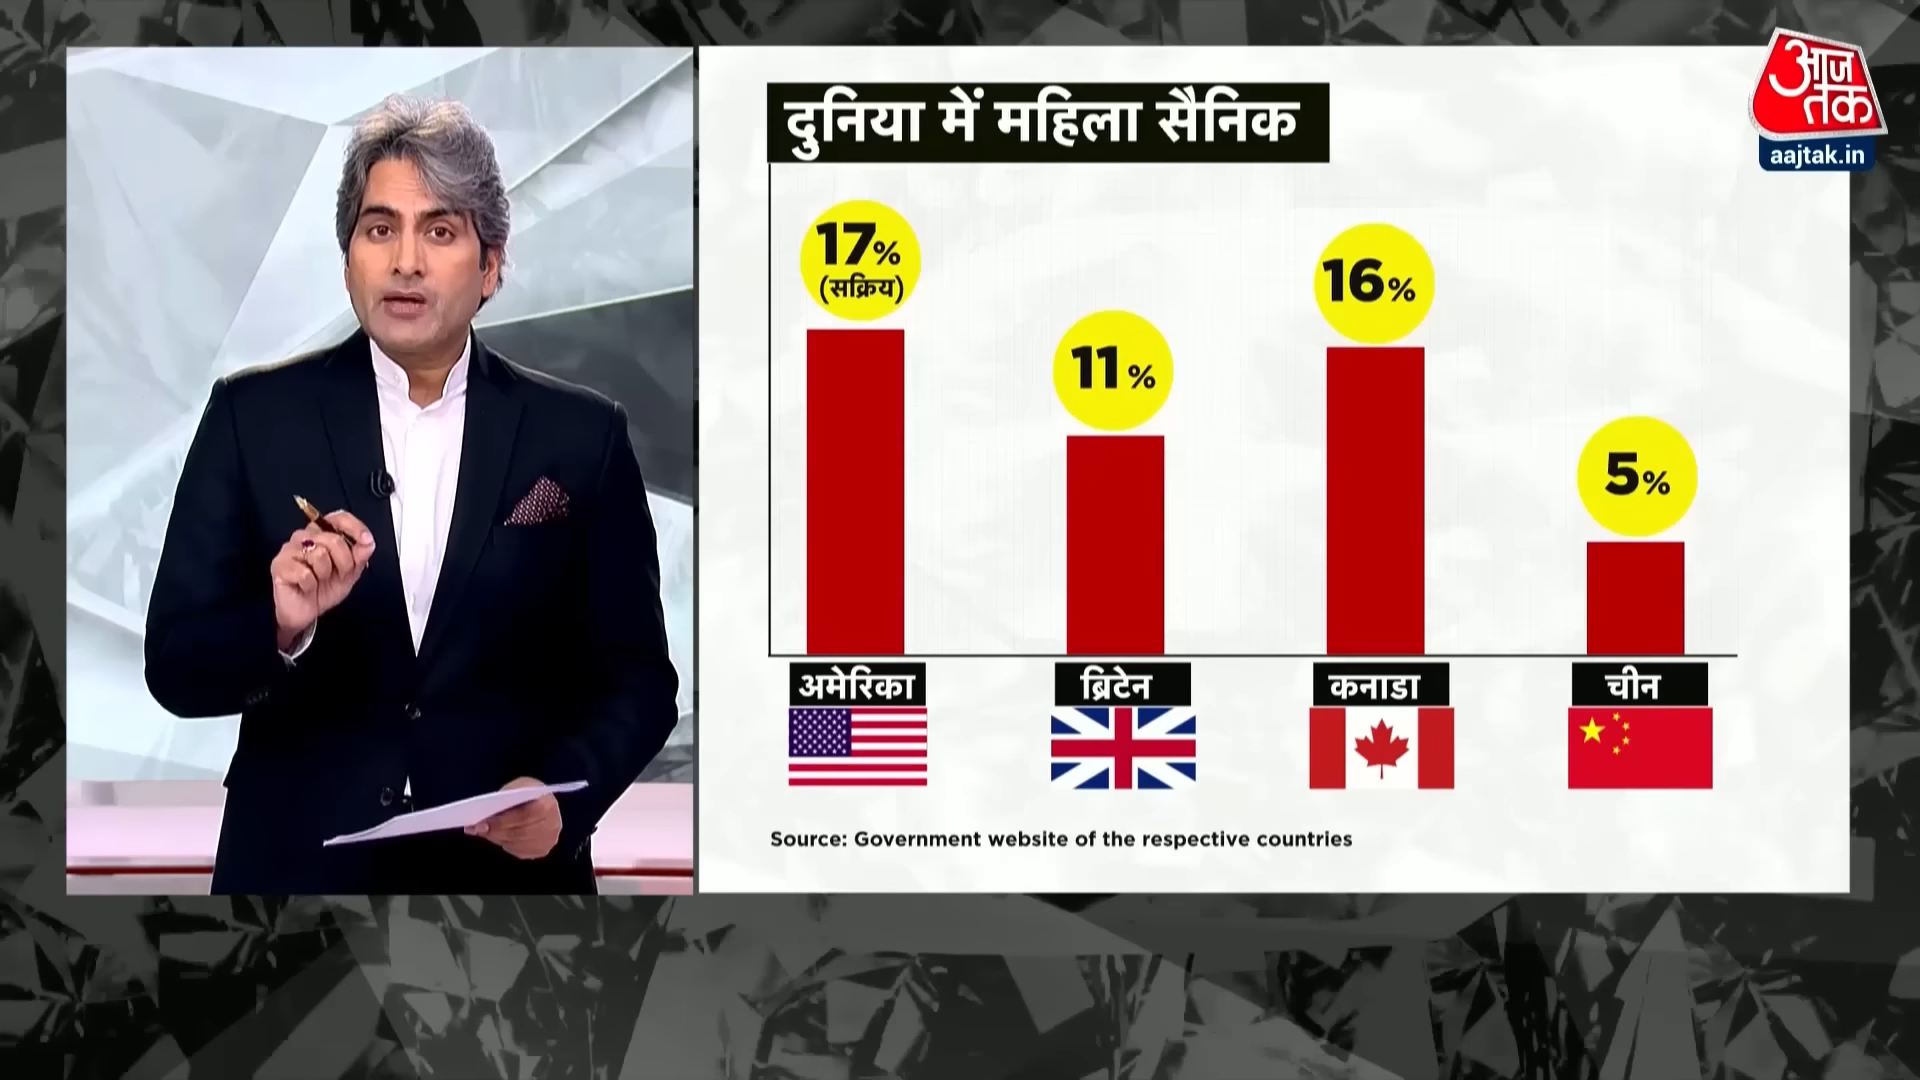 दुनिया में महिला सैनिक
आज
तक
aajtak.in
17%
(सक्रिय)
11%
16%
5%
अमेरिका
ब्रिटेन
कनाडा
चीन
Source: Government website of the respective countries